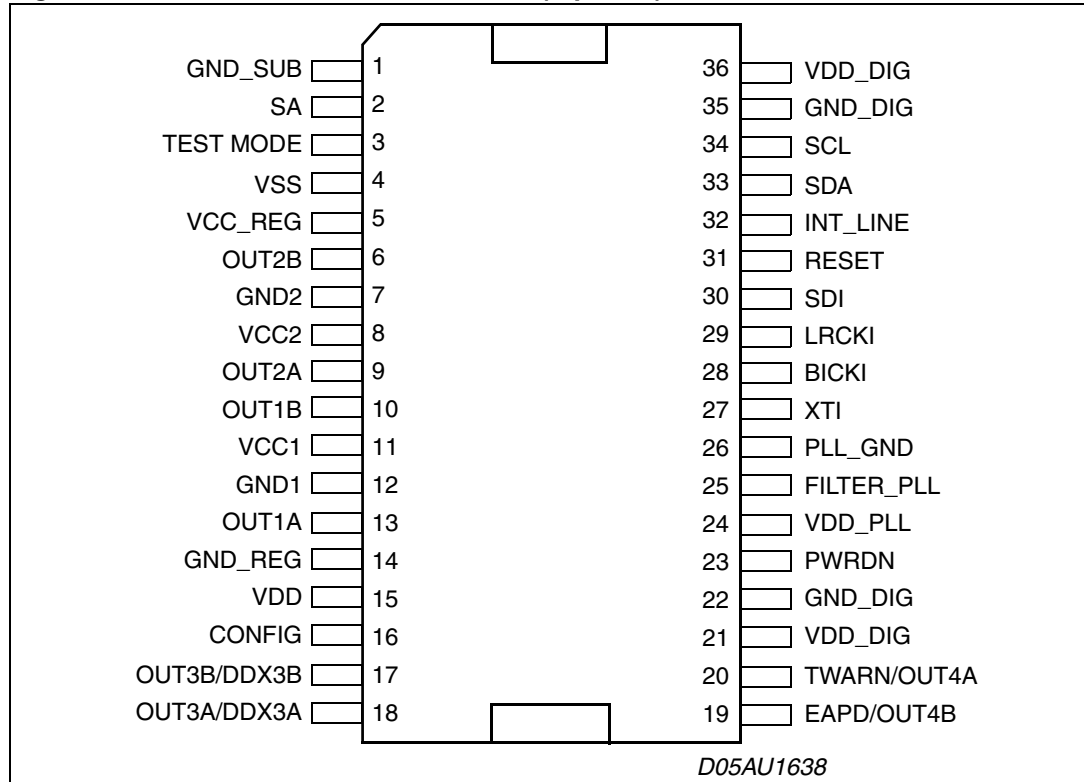 GND_SUB 1 36 VDD_DIG
SA 2 35 GND_DIG
TEST MODE 3 34 SCL
VSS 4 33 SDA
VCC_REG 5 32 INT_LINE
OUT2B 6 31 RESET
GND2 7 30 SDI
VCC2 8 29 LRCKI
OUT2A 9 28 BICKI
OUT1B 10 27 XTI
VCC1 11 26 PLL_GND
GND1 12 25 FILTER_PLL
OUT1A 13 24 VDD_PLL
GND_REG 14 23 PWRDN
VDD 15 22 GND_DIG
CONFIG 16 21 VDD_DIG
OUT3B/DDX3B 17 20 TWARN/OUT4A
OUT3A/DDX3A 18 19 EAPD/OUT4B
D05AU1638